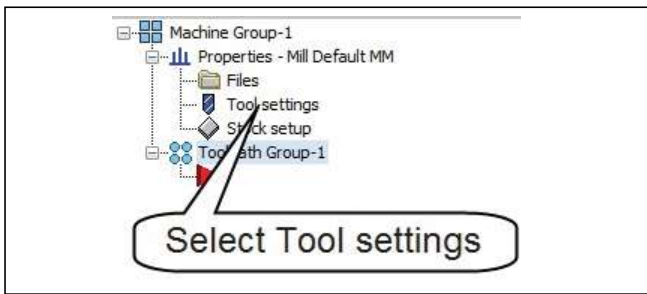 Machine Group-1
Properties - Mill Default MM
Files
Tool settings
Stock setup
Toolpath Group-1
Select Tool settings